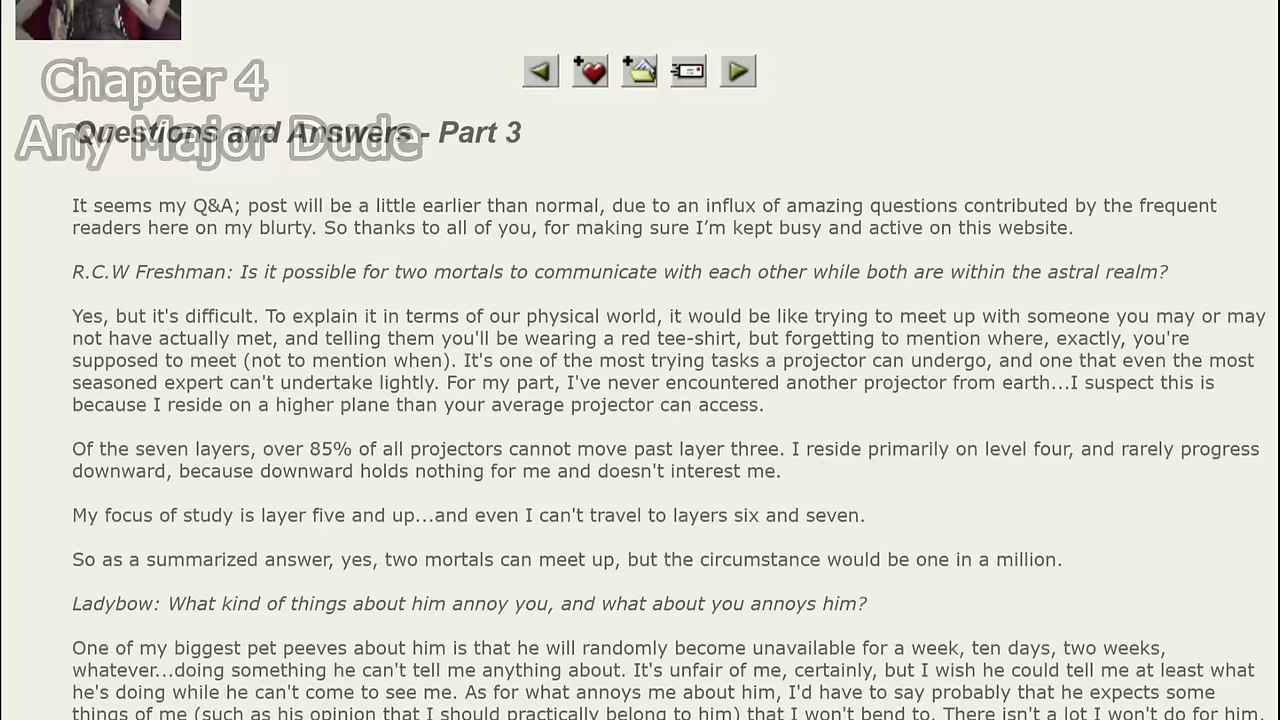 Chapter 4
Any Major Dude
Questions and Answers - Part 3
It seems my Q&A; post will be a little earlier than normal, due to an influx of amazing questions contributed by the frequent
readers here on my blurty. So thanks to all of you, for making sure I’m kept busy and active on this website.
R.C.W Freshman: Is it possible for two mortals to communicate with each other while both are within the astral realm?
Yes, but it's difficult. To explain it in terms of our physical world, it would be like trying to meet up with someone you may or may
not have actually met, and telling them you'll be wearing a red tee-shirt, but forgetting to mention where, exactly, you're
supposed to meet (not to mention when). It's one of the most trying tasks a projector can undergo, and one that even the most
seasoned expert can't undertake lightly. For my part, I've never encountered another projector from earth...I suspect this is
because I reside on a higher plane than your average projector can access.
Of the seven layers, over 85% of all projectors cannot move past layer three. I reside primarily on level four, and rarely progress
downward, because downward holds nothing for me and doesn't interest me.
My focus of study is layer five and up...and even I can't travel to layers six and seven.
So as a summarized answer, yes, two mortals can meet up, but the circumstance would be one in a million.
Ladybow: What kind of things about him annoy you, and what about you annoys him?
One of my biggest pet peeves about him is that he will randomly become unavailable for a week, ten days, two weeks,
whatever...doing something he can't tell me anything about. It's unfair of me, certainly, but I wish he could tell me at least what
he's doing while he can't come to see me. As for what annoys me about him, I'd have to say probably that he expects some
things of me (such as his opinion that I should practically belong to him) that I won't bend to. There isn't a lot I won't do for him,